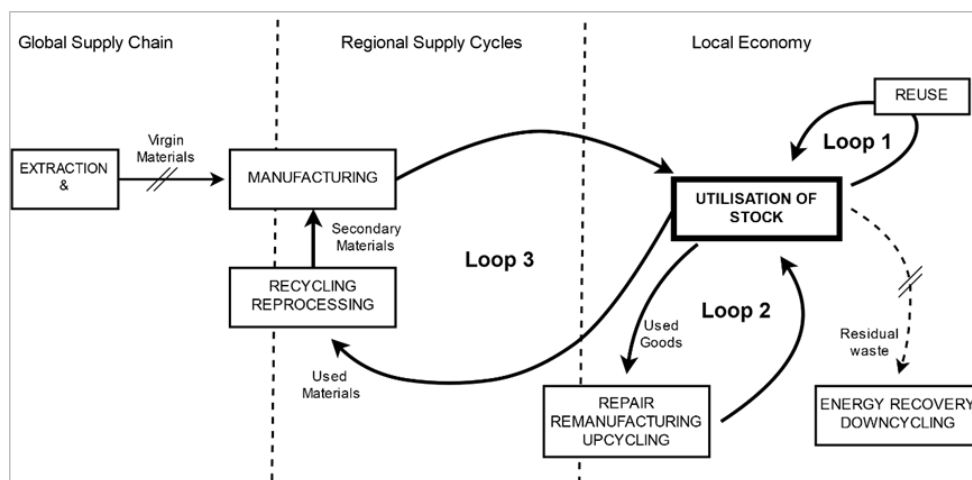 Global Supply Chain
Regional Supply Cycles
Local Economy
REUSE
Loop 1
Virgin
Materials
EXTRACTION
&
MANUFACTURING
UTILISATION OF
STOCK
Secondary
Materials
Loop 3
RECYCLING
REPROCESSING
Loop 2
Used
Goods
Residual
waste
Used
Materials
REPAIR
REMANUFACTURING
UPCYCLING
ENERGY RECOVERY
DOWNCYCLING